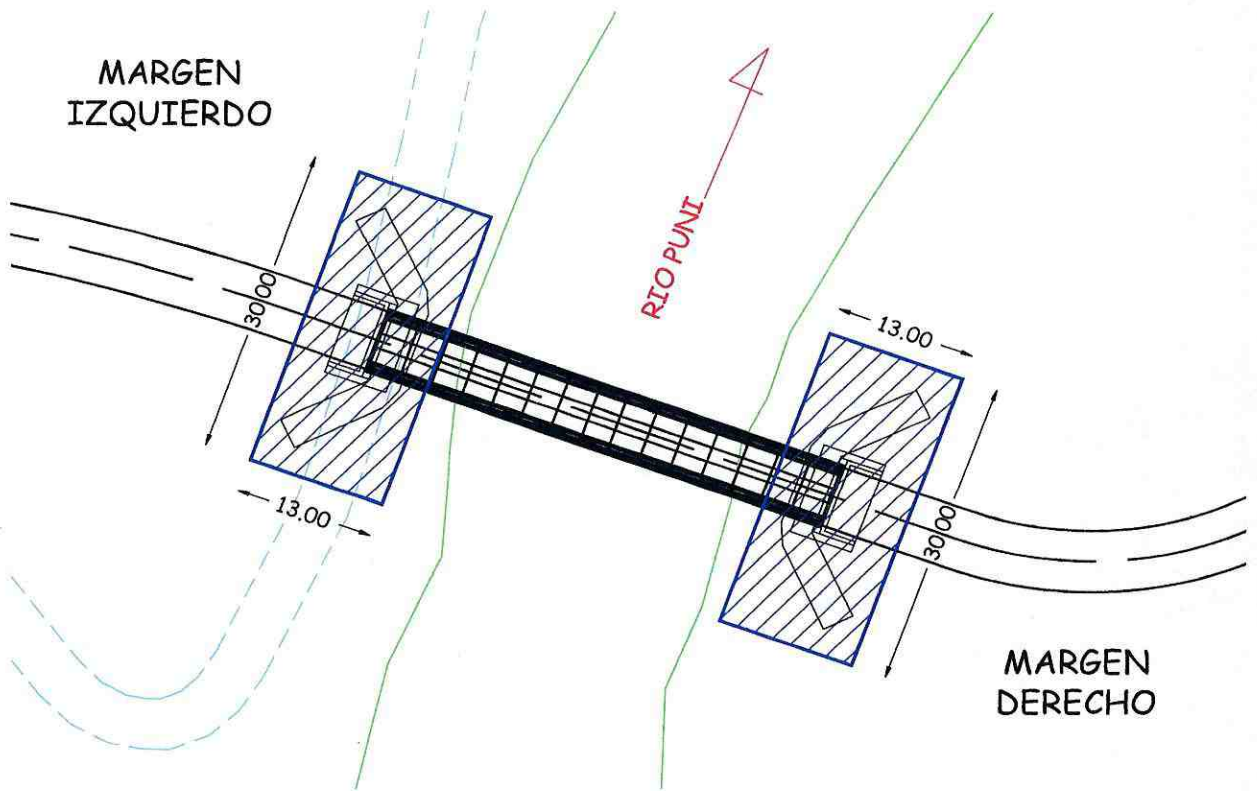 MARGEN
IZQUIERDO
30.00
13.00
RIO PUNI
13.00
30.00
MARGEN
DERECHO